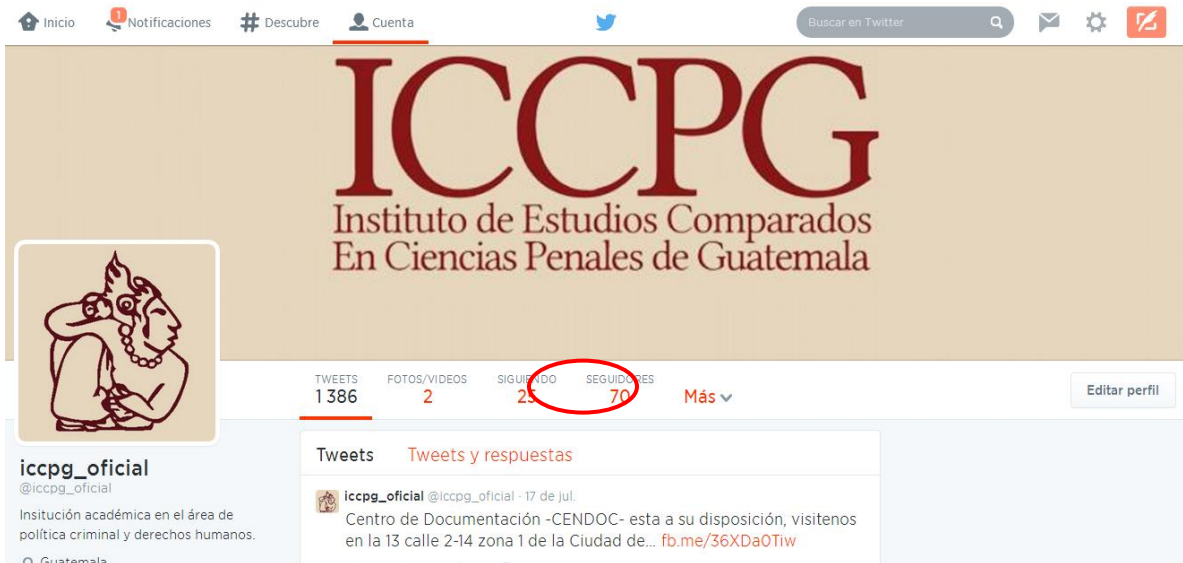 Inicio 1 Notificaciones Descubre Cuenta Buscar en Twitter
ICCPG
Instituto de Estudios Comparados
En Ciencias Penales de Guatemala
TWEETS FOTOS/VIDEOS SIGUIENDO SEGUIDORES
1 386 2 25 70 Más Editar perfil
Tweets Tweets y respuestas
iccpg_oficial
@iccpg_oficial
Insitución académica en el área de
política criminal y derechos humanos.
Guatemala
iccpg_oficial @iccpg_oficial · 17 de jul.
Centro de Documentación -CENDOC- esta a su disposición, visitenos
en la 13 calle 2-14 zona 1 de la Ciudad de... fb.me/36XDa0Tiw